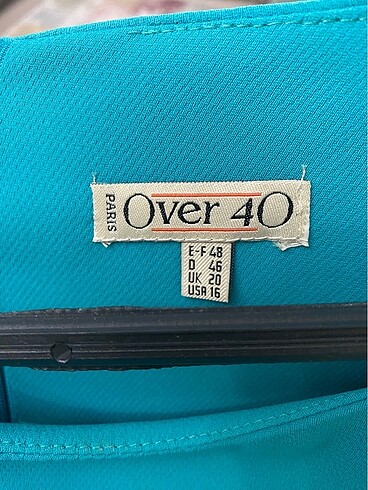 PARIS
Over 40
E-F 48
D 46
UK 20
USA 16